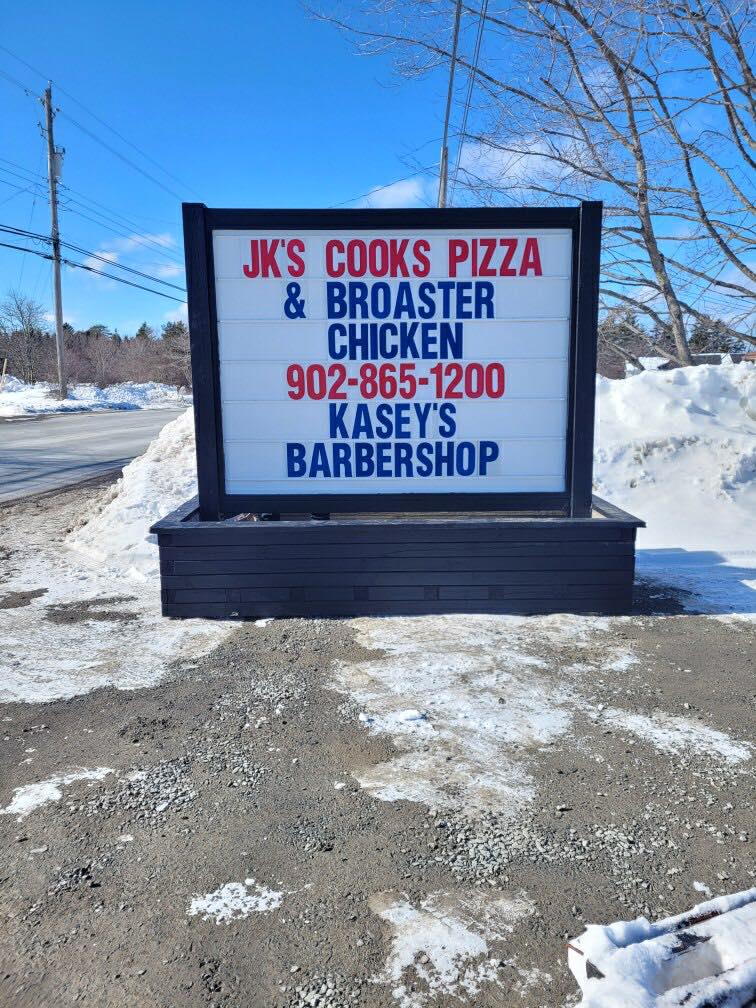 JK'S COOKS PIZZA
& BROASTER
CHICKEN
902-865-1200
KASEY'S
BARBERSHOP